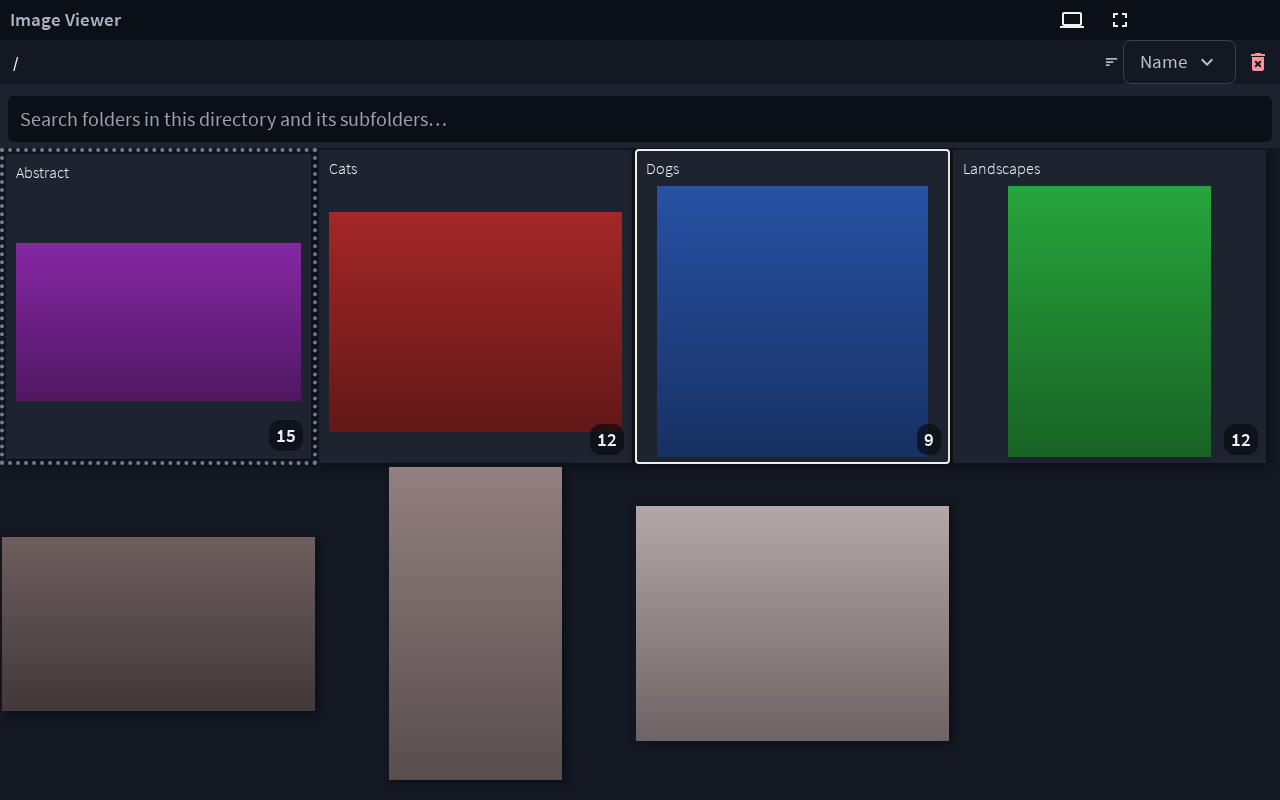 Image Viewer
/
Name
Search folders in this directory and its subfolders…
Abstract
Cats
Dogs
Landscapes
15
12
9
12